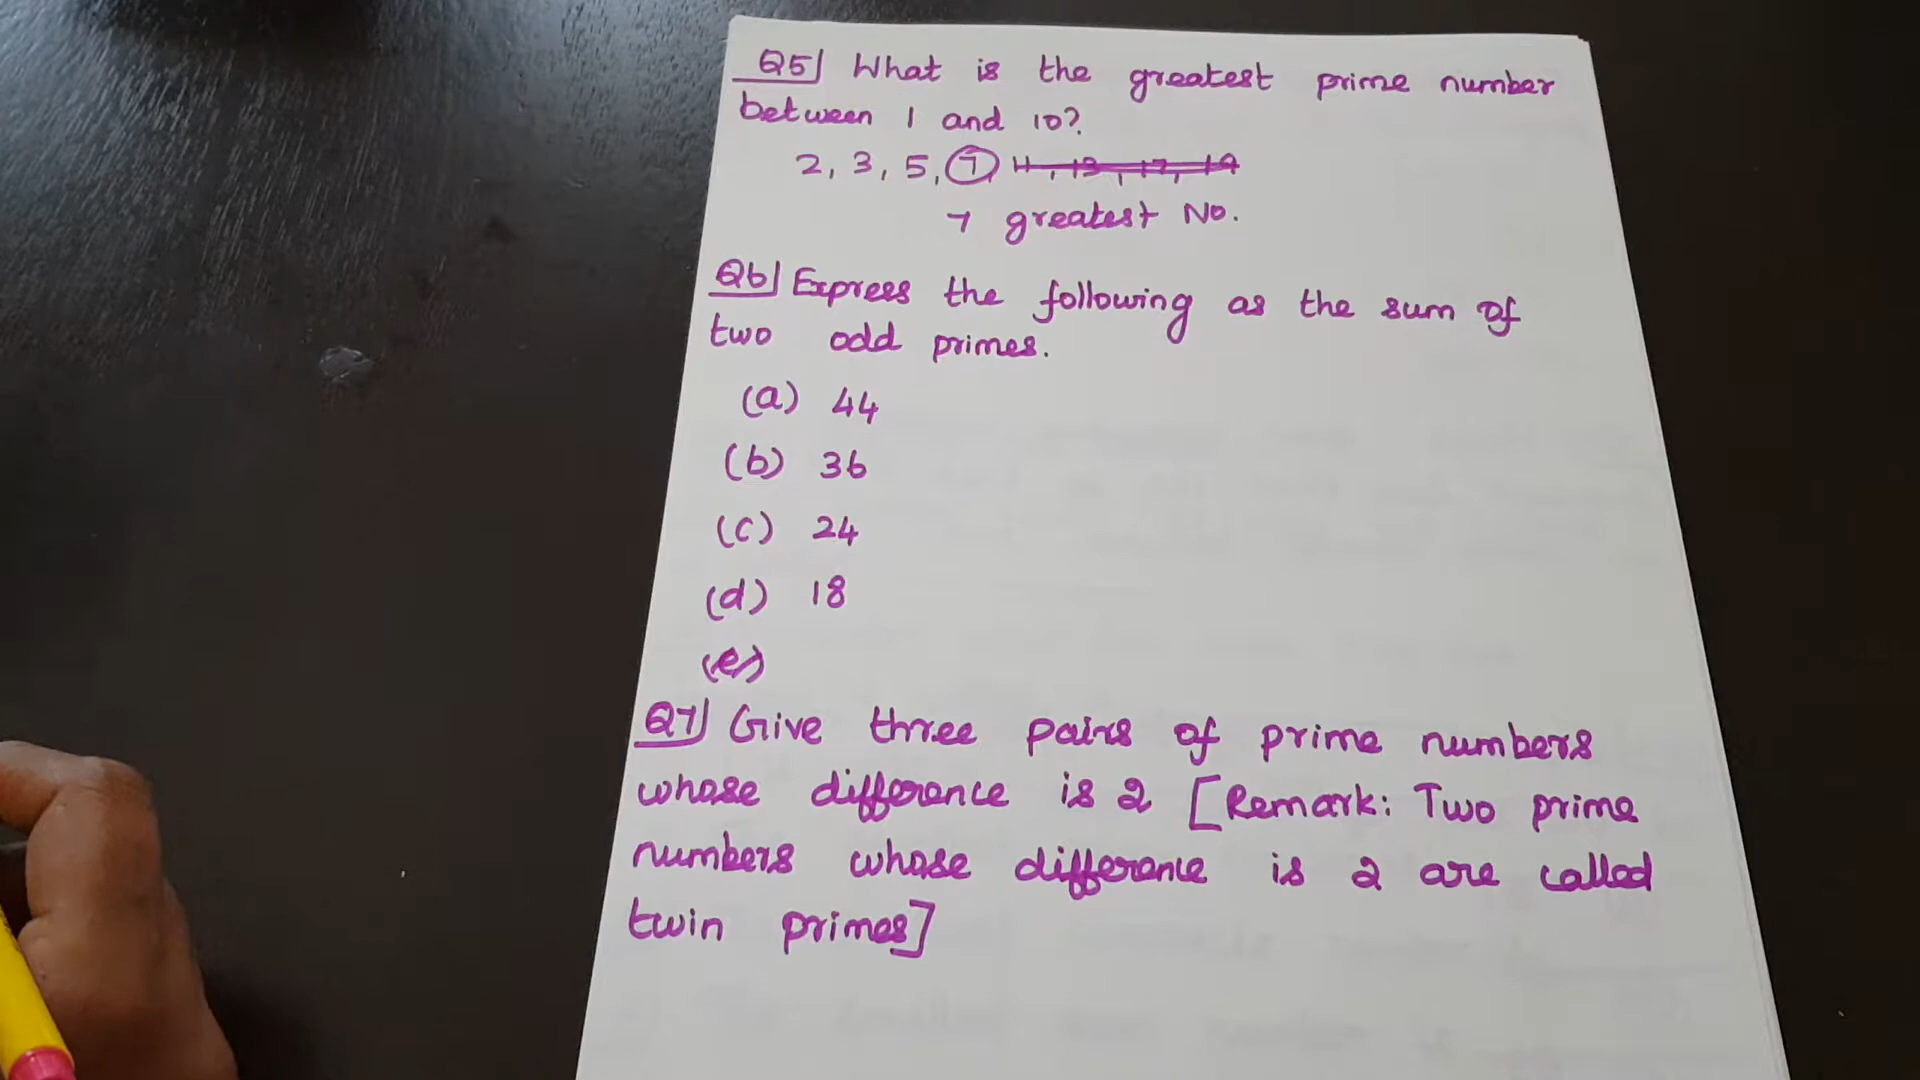 Q5 What is the greatest prime number
between 1 and 10?
2, 3, 5, 7, 11, 13, 17, 19
7 greatest No.
Q6 Express the following as the sum of
two odd primes.
(a) 44
(b) 36
(c) 24
(d) 18
(e)
Q7 Give three pairs of prime numbers
whose difference is 2 [Remark: Two prime
numbers whose difference is 2 are called
twin primes]